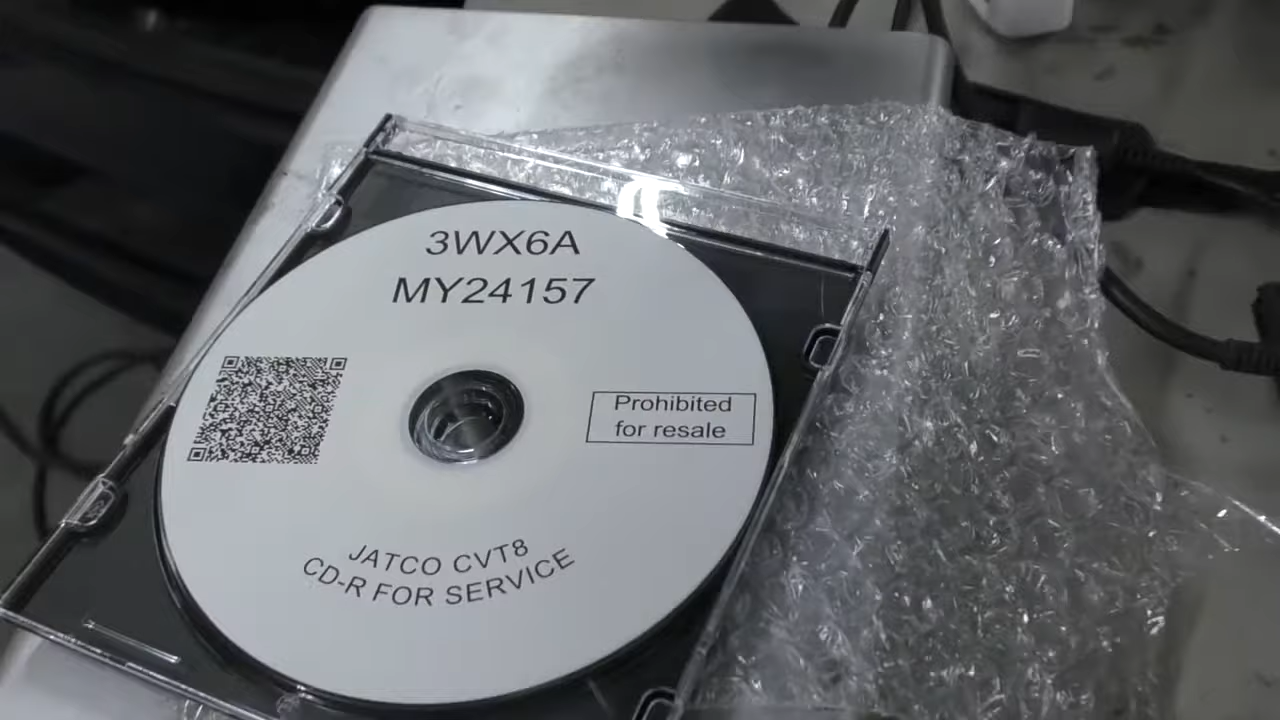 3WX6A
MY24157
Prohibited
for resale
JATCO CVT8
CD-R FOR SERVICE